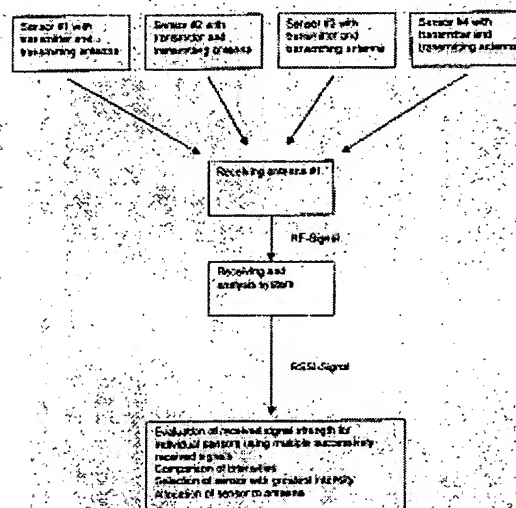 Sensor #1 with
transmitter and
transmitting antenna
Sensor #2 with
transmitter and
transmitting antenna
Sensor #3 with
transmitter and
transmitting antenna
Sensor #4 with
transmitter and
transmitting antenna
Receiving antenna #1
RF-Signal
Receiving and
analysis system
RSSI-Signal
Evaluation of received signal strength for
individual sensors using multiple successively
received signals
Comparison of intensities
Selection of sensor with greatest intensity
Allocation of sensor to antenna